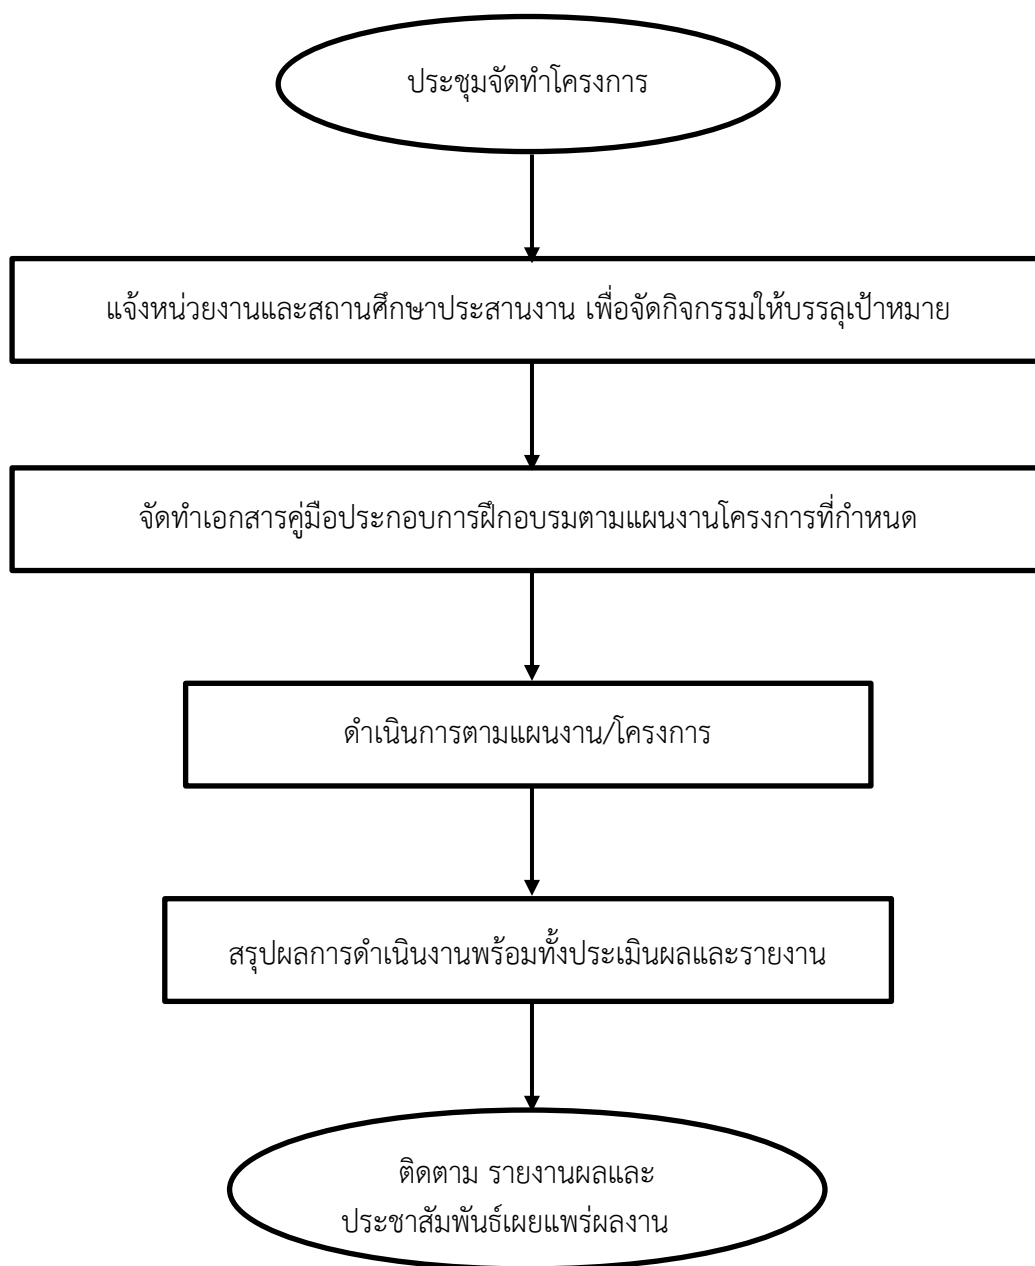 ประชุมจัดทำโครงการ
แจ้งหน่วยงานและสถานศึกษาประสานงาน เพื่อจัดกิจกรรมให้บรรลุเป้าหมาย
จัดทำเอกสารคู่มือประกอบการฝึกอบรมตามแผนงานโครงการที่กำหนด
ดำเนินการตามแผนงาน/โครงการ
สรุปผลการดำเนินงานพร้อมทั้งประเมินผลและรายงาน
ติดตาม รายงานผลและ
ประชาสัมพันธ์เผยแพร่ผลงาน